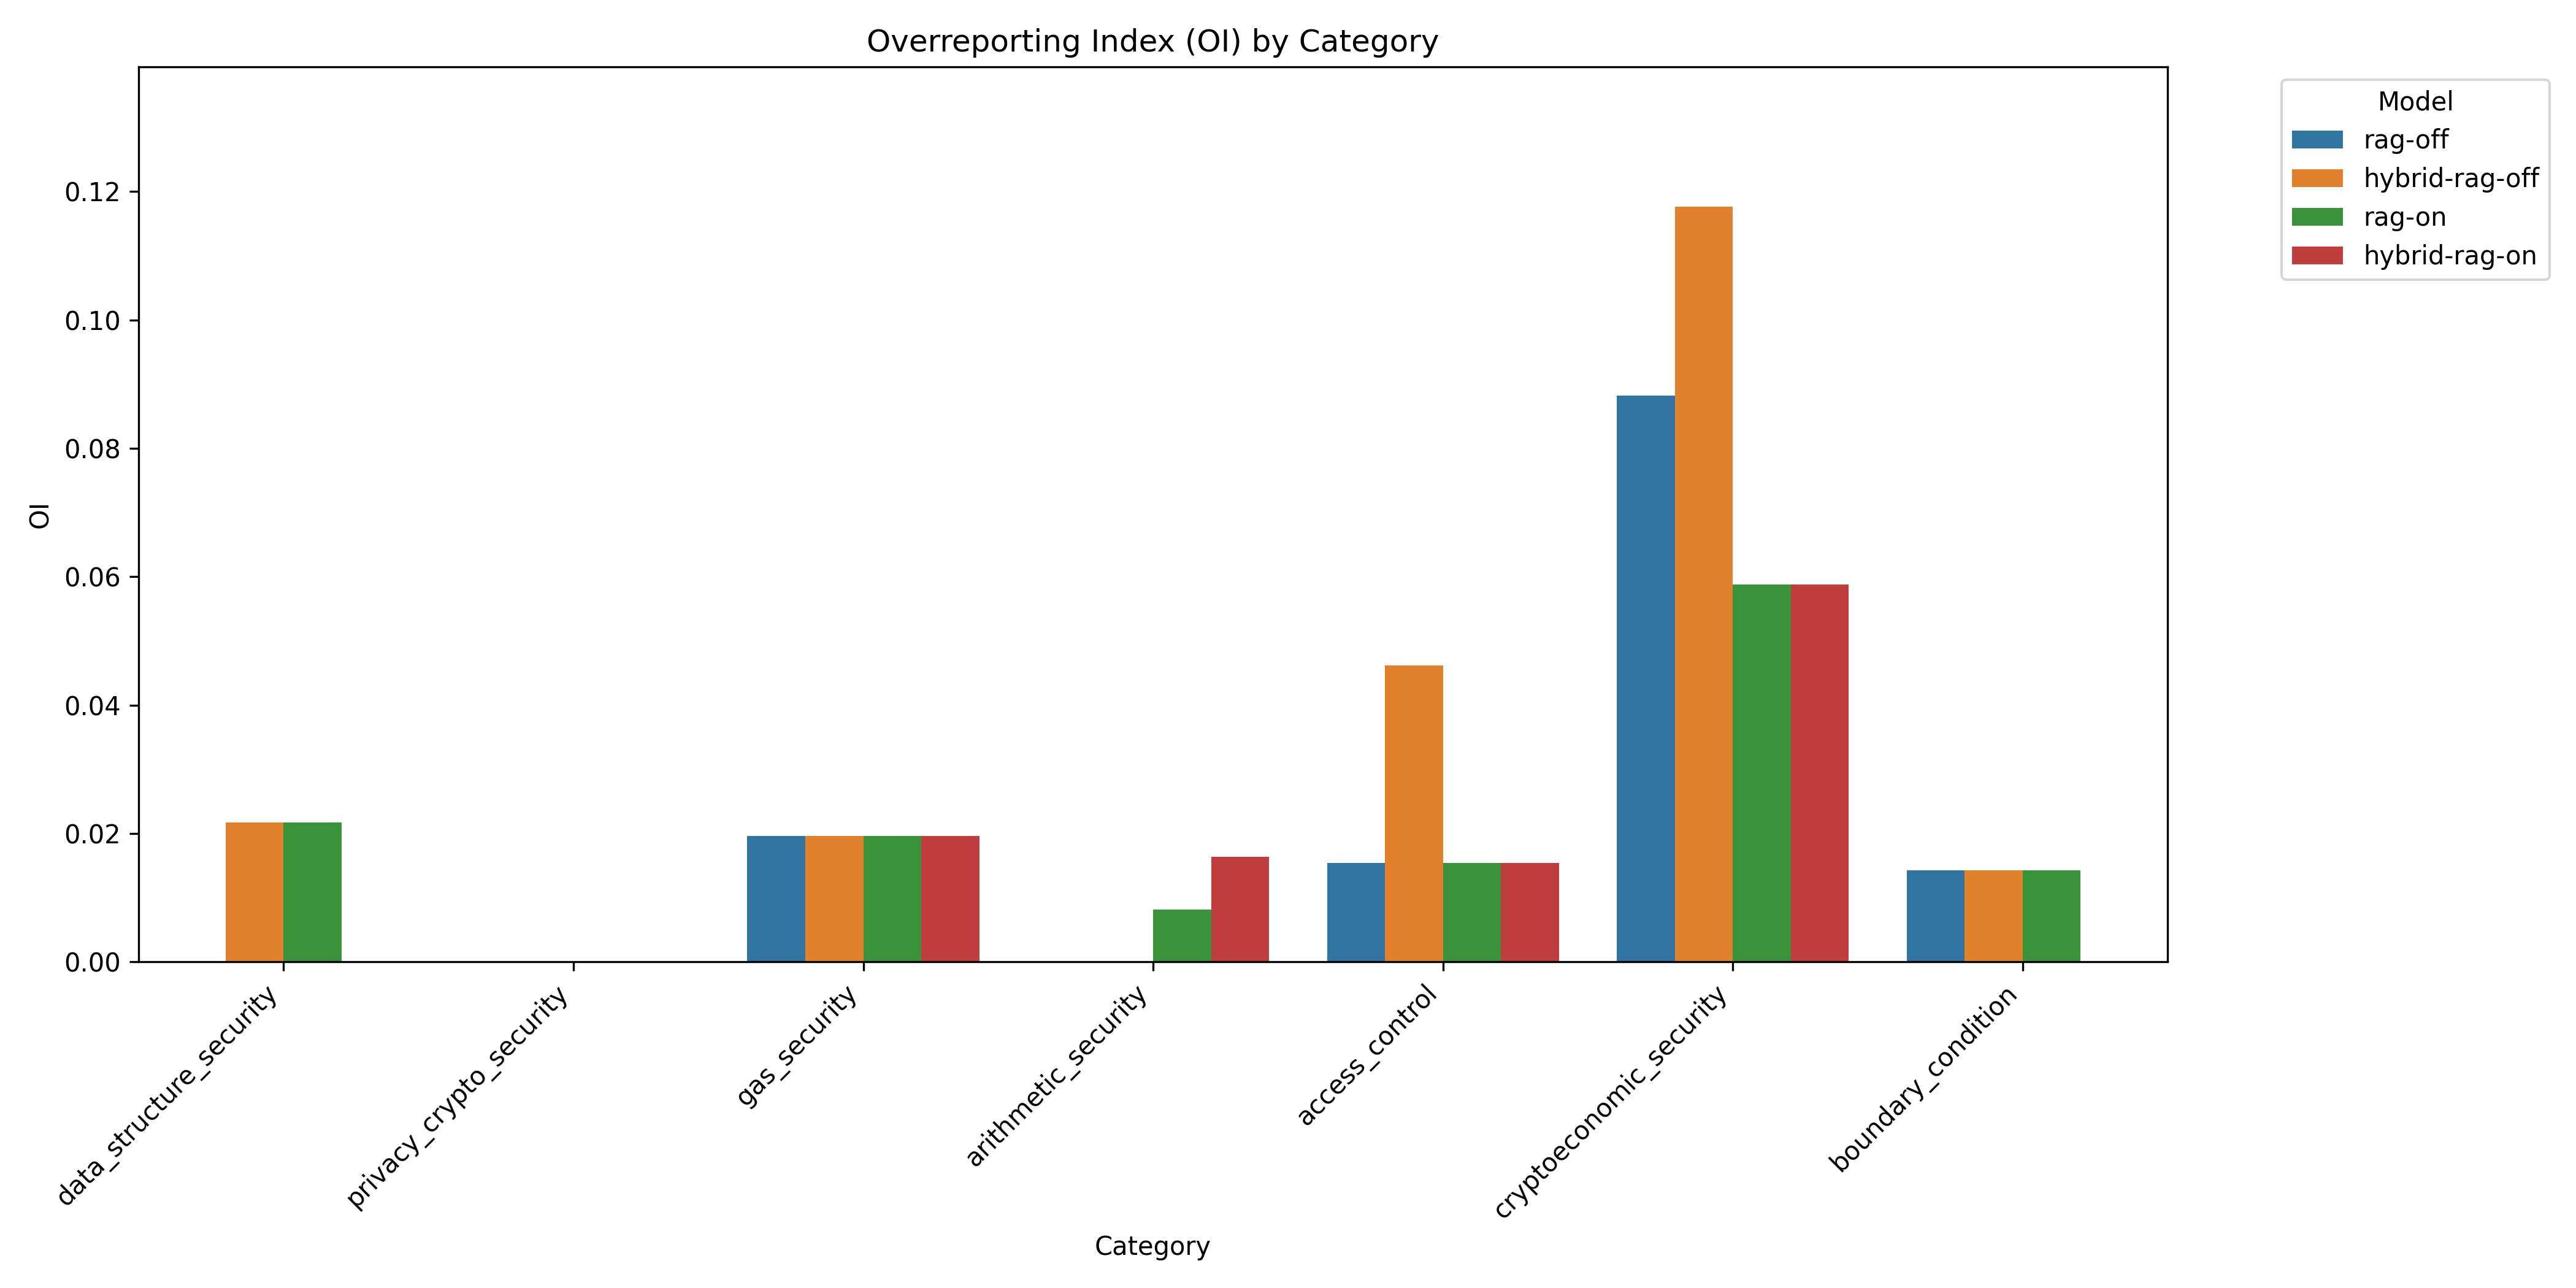 Overreporting Index (OI) by Category
Model
rag-off
hybrid-rag-off
rag-on
hybrid-rag-on
OI
0.12
0.10
0.08
0.06
0.04
0.02
0.00
data_structure_security
privacy_crypto_security
gas_security
arithmetic_security
access_control
cryptoeconomic_security
boundary_condition
Category